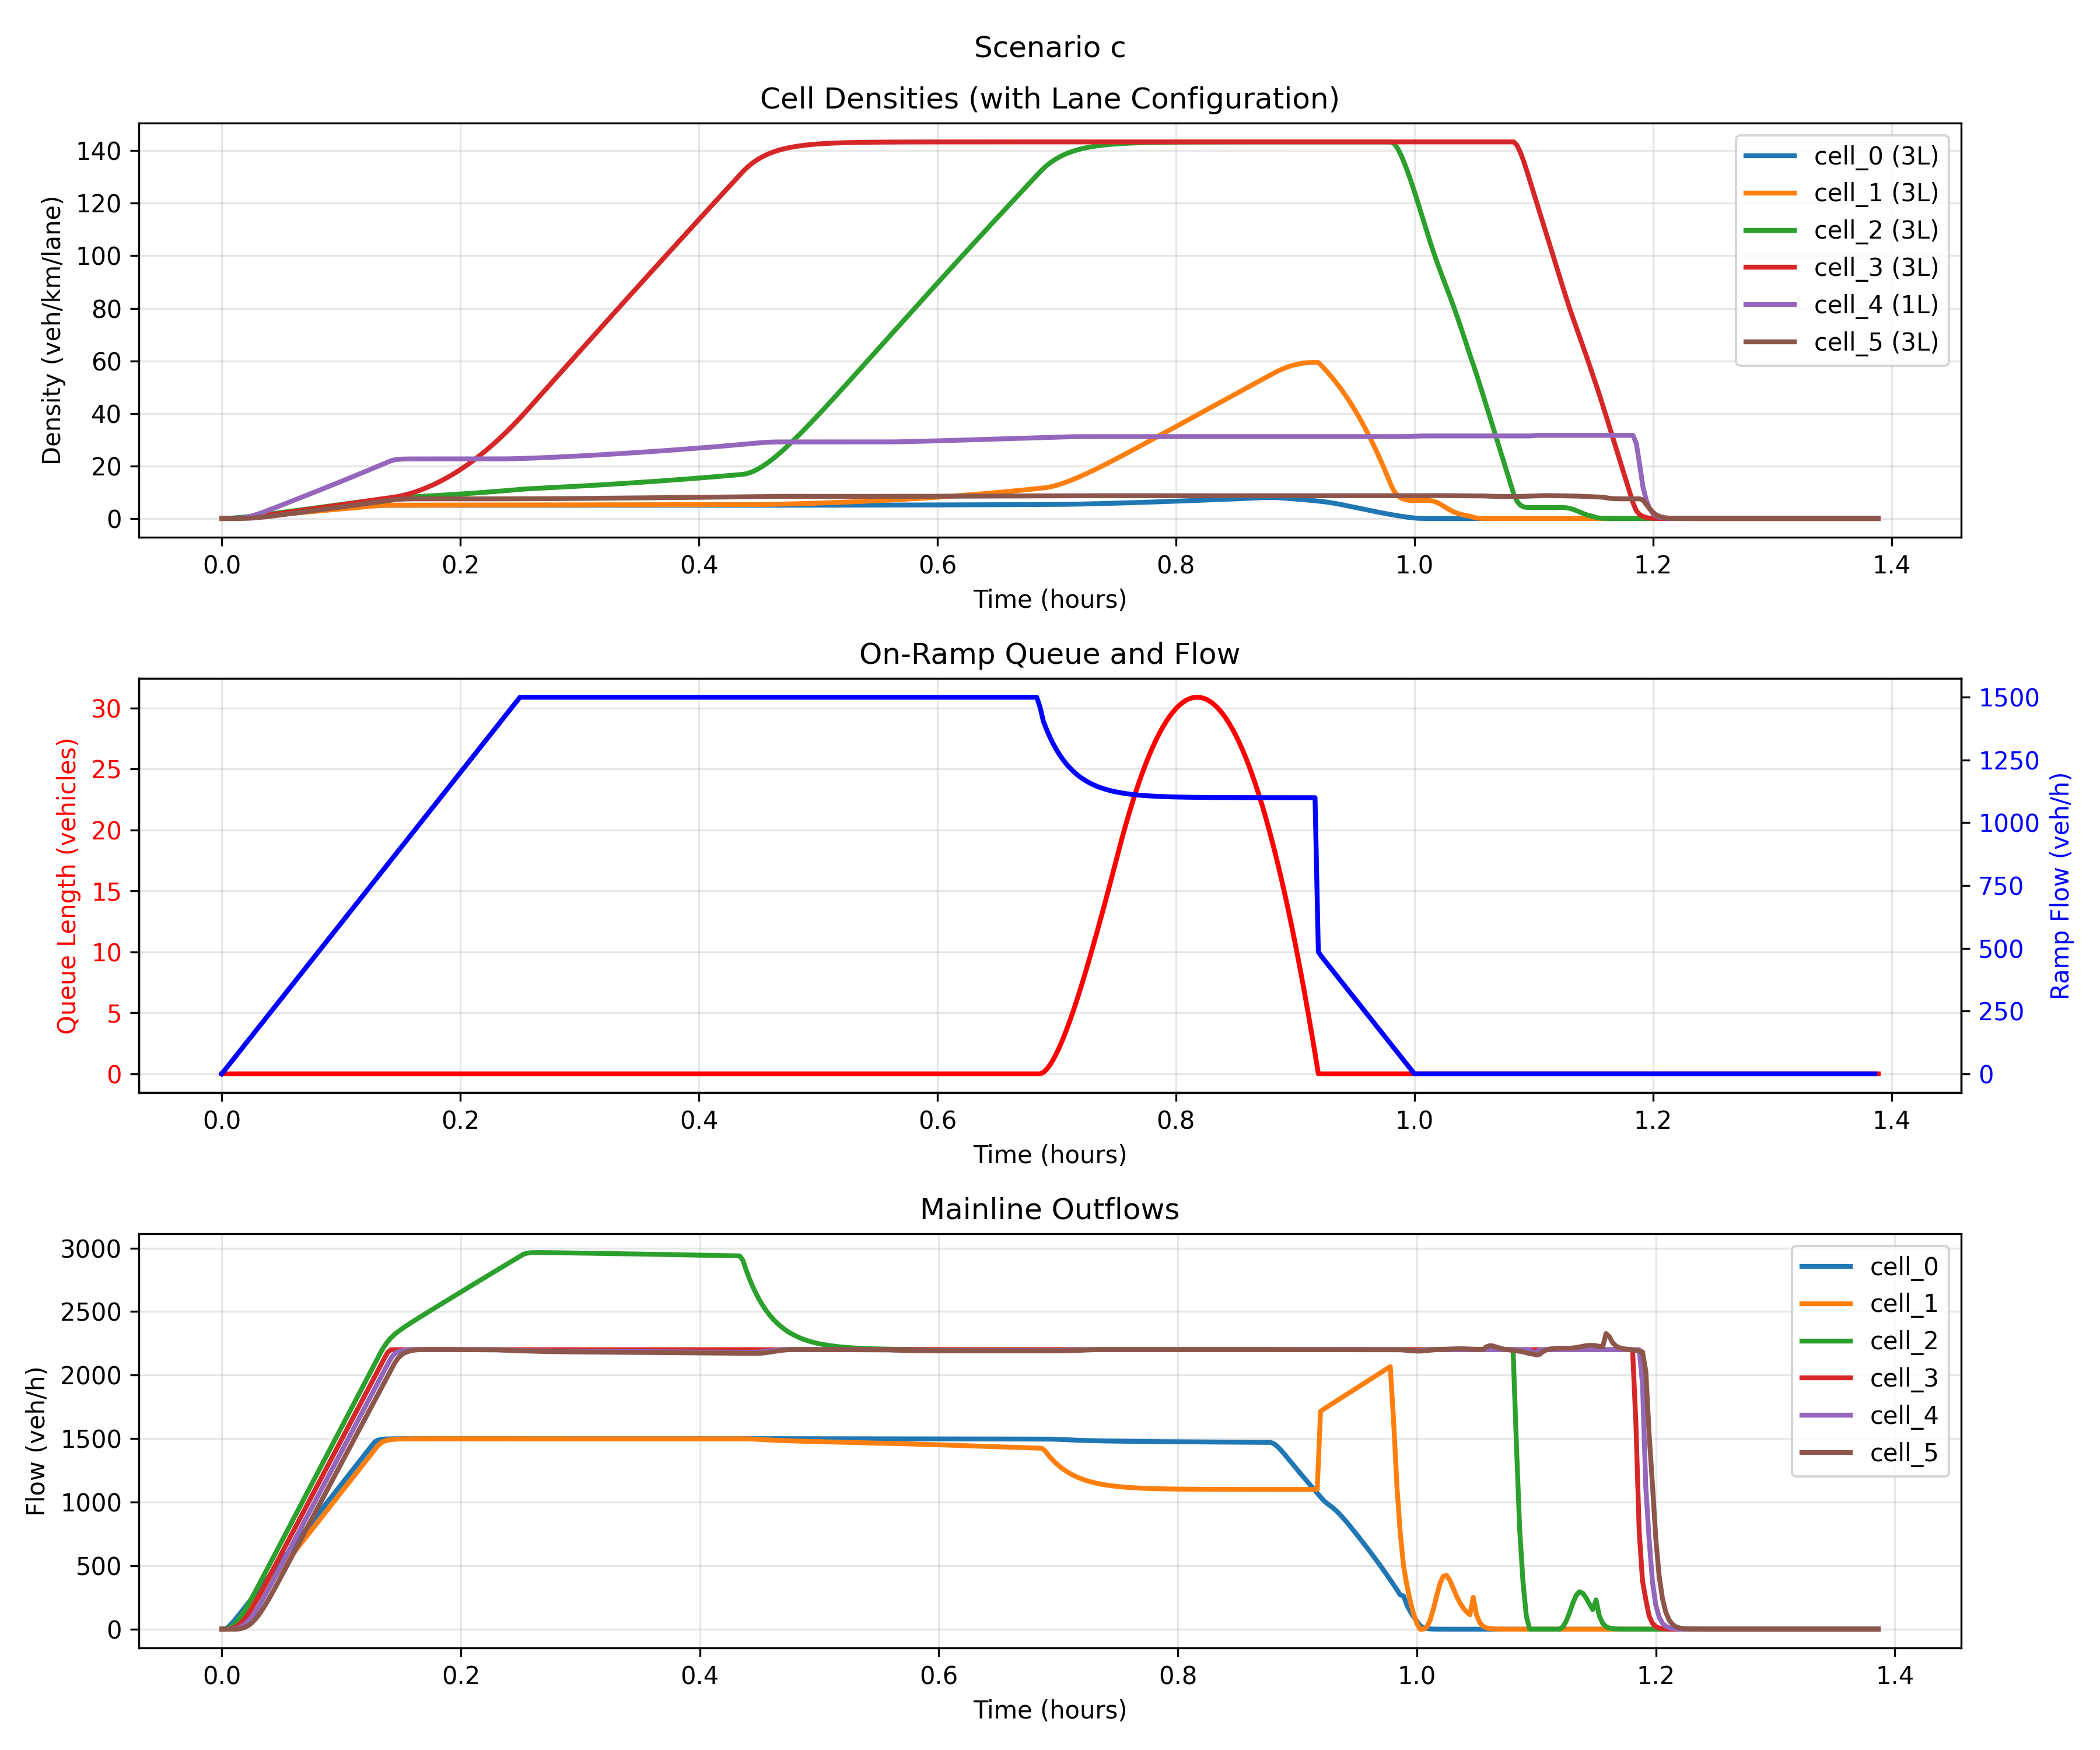 Scenario c
Cell Densities (with Lane Configuration)
Density (veh/km/lane)
140
120
100
80
60
40
20
0
cell_0 (3L)
cell_1 (3L)
cell_2 (3L)
cell_3 (3L)
cell_4 (1L)
cell_5 (3L)
0.0 0.2 0.4 0.6 0.8 1.0 1.2 1.4
Time (hours)
On-Ramp Queue and Flow
Queue Length (vehicles)
30
25
20
15
10
5
0
1500
1250
1000
750
500
250
0
Ramp Flow (veh/h)
0.0 0.2 0.4 0.6 0.8 1.0 1.2 1.4
Time (hours)
Mainline Outflows
Flow (veh/h)
3000
2500
2000
1500
1000
500
0
cell_0
cell_1
cell_2
cell_3
cell_4
cell_5
0.0 0.2 0.4 0.6 0.8 1.0 1.2 1.4
Time (hours)